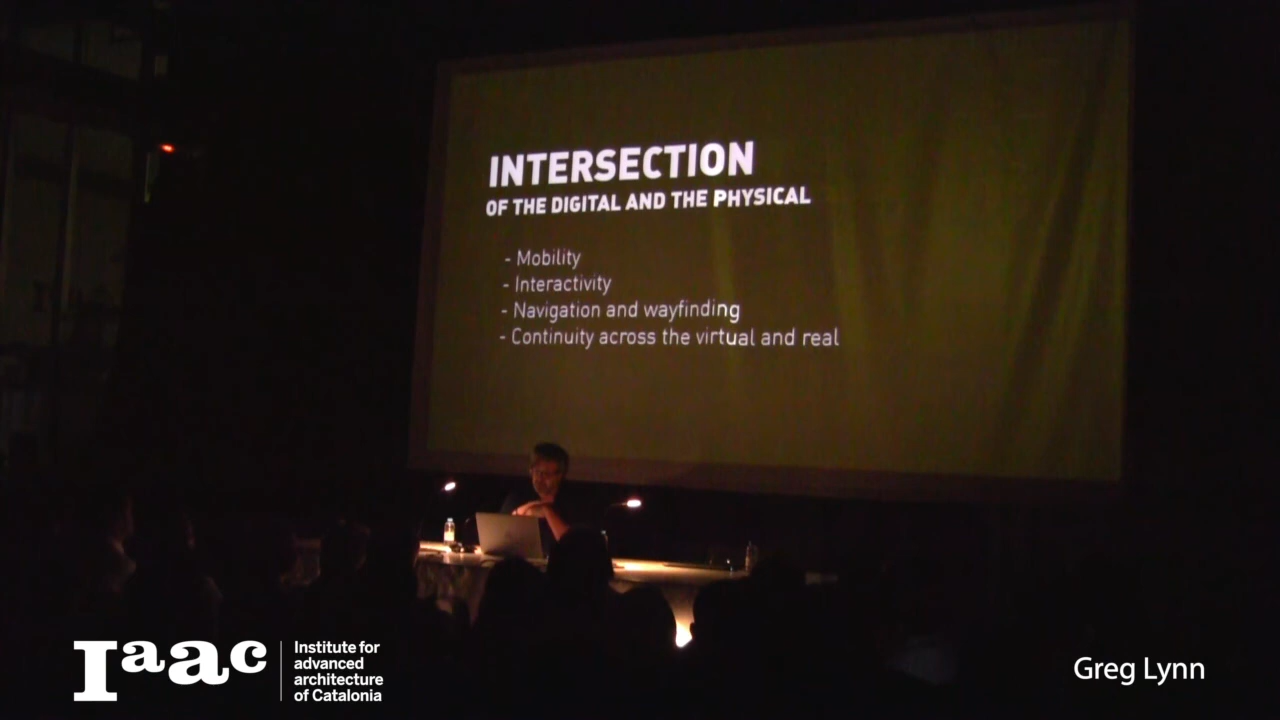 INTERSECTION
OF THE DIGITAL AND THE PHYSICAL
- Mobility
- Interactivity
- Navigation and wayfinding
- Continuity across the virtual and real
Iaac
Institute for
advanced
architecture
of Catalonia
Greg Lynn